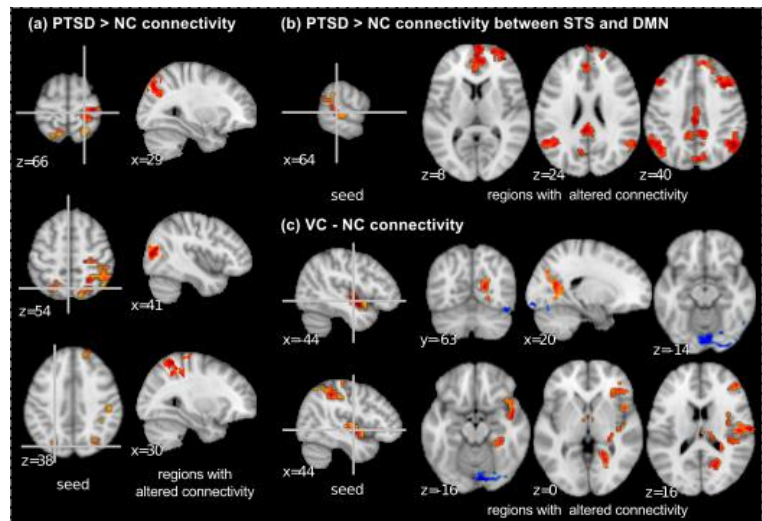 (a) PTSD > NC connectivity
z=66
x=29
z=54
x=41
z=38
x=30
seed
regions with
altered connectivity
(b) PTSD > NC connectivity between STS and DMN
x=64
z=8
z=24
z=40
seed
regions with altered connectivity
(c) VC - NC connectivity
x=-44
y=-63
x=20
z=-14
x=44
z=-16
z=0
z=16
seed
regions with altered connectivity